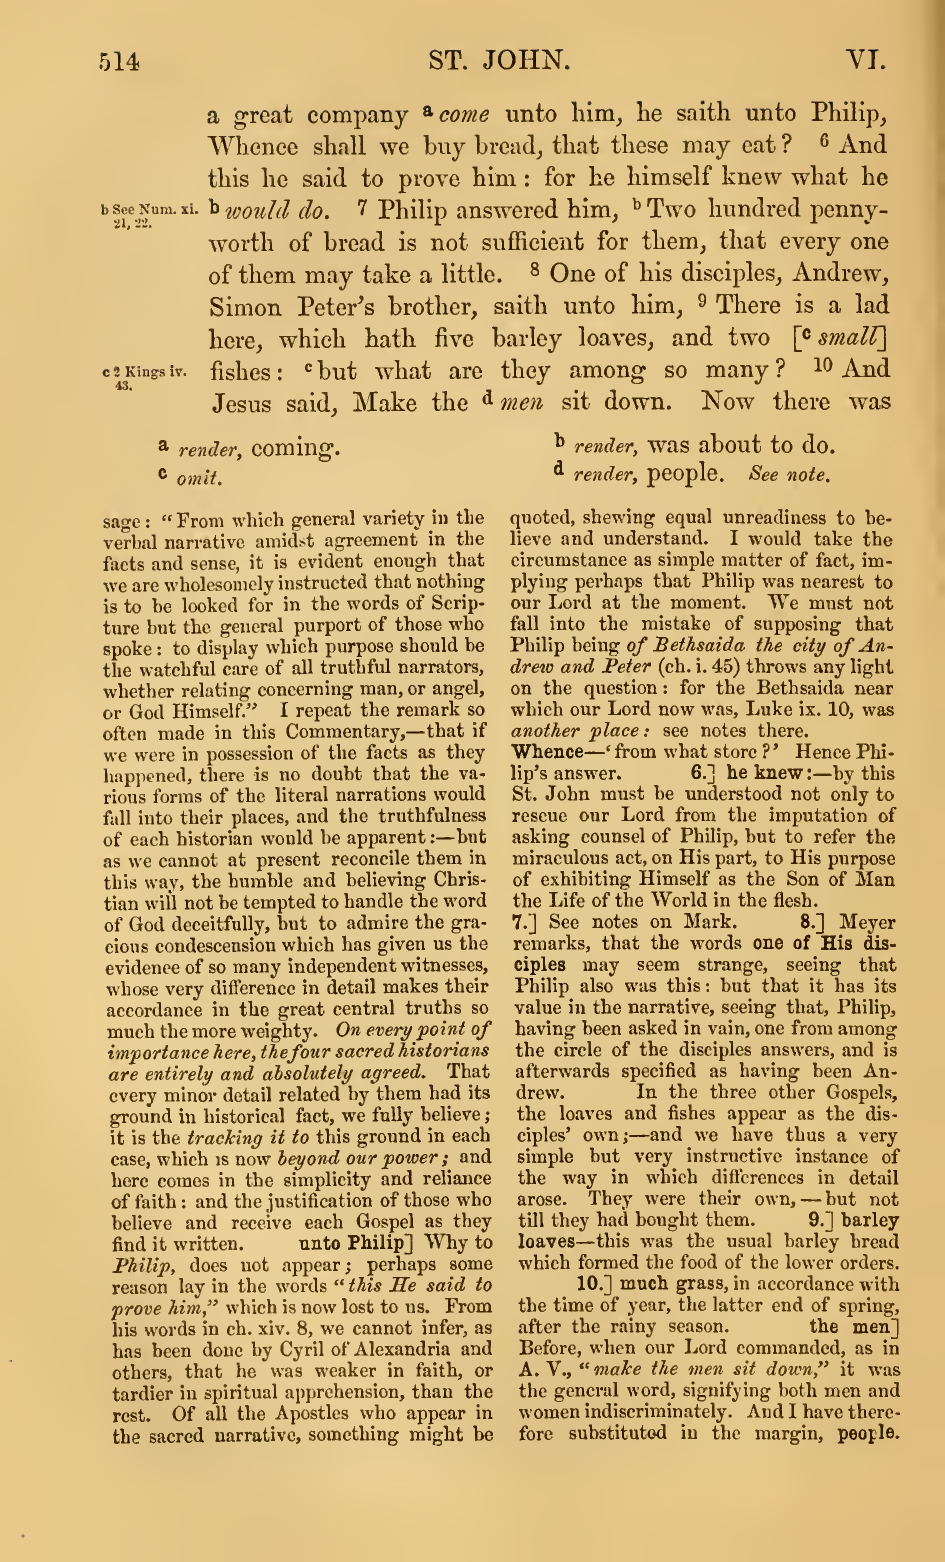 514 ST. JOHN. VI.
a great company a come unto him, he saith unto Philip,
Whence shall we buy bread, that these may eat? 6 And
this he said to prove him: for he himself knew what he
b See Num. xi. 21, 22.
b would do. 7 Philip answered him, b Two hundred penny-
worth of bread is not sufficient for them, that every one
of them may take a little. 8 One of his disciples, Andrew,
Simon Peter's brother, saith unto him, 9 There is a lad
here, which hath five barley loaves, and two [c small]
c 2 Kings iv. 43.
fishes: c but what are they among so many? 10 And
Jesus said, Make the d men sit down. Now there was
a render, coming.
b render, was about to do.
c omit.
d render, people. See note.
sage: "From which general variety in the
verbal narrative amidst agreement in the
facts and sense, it is evident enough that
we are wholesomely instructed that nothing
is to be looked for in the words of Scrip-
ture but the general purport of those who
spoke: to display which purpose should be
the watchful care of all truthful narrators,
whether relating concerning man, or angel,
or God Himself." I repeat the remark so
often made in this Commentary,—that if
we were in possession of the facts as they
happened, there is no doubt that the va-
rious forms of the literal narrations would
fall into their places, and the truthfulness
of each historian would be apparent:—but
as we cannot at present reconcile them in
this way, the humble and believing Chris-
tian will not be tempted to handle the word
of God deceitfully, but to admire the gra-
cious condescension which has given us the
evidence of so many independent witnesses,
whose very difference in detail makes their
accordance in the great central truths so
much the more weighty. On every point of
importance here, the four sacred historians
are entirely and absolutely agreed. That
every minor detail related by them had its
ground in historical fact, we fully believe;
it is the tracking it to this ground in each
case, which is now beyond our power; and
here comes in the simplicity and reliance
of faith: and the justification of those who
believe and receive each Gospel as they
find it written. unto Philip] Why to
Philip, does not appear; perhaps some
reason lay in the words "this He said to
prove him," which is now lost to us. From
his words in ch. xiv. 8, we cannot infer, as
has been done by Cyril of Alexandria and
others, that he was weaker in faith, or
tardier in spiritual apprehension, than the
rest. Of all the Apostles who appear in
the sacred narrative, something might be
quoted, shewing equal unreadiness to be-
lieve and understand. I would take the
circumstance as simple matter of fact, im-
plying perhaps that Philip was nearest to
our Lord at the moment. We must not
fall into the mistake of supposing that
Philip being of Bethsaida the city of An-
drew and Peter (ch. i. 45) throws any light
on the question: for the Bethsaida near
which our Lord now was, Luke ix. 10, was
another place: see notes there.
Whence—'from what store?' Hence Phi-
lip's answer. 6.] he knew:—by this
St. John must be understood not only to
rescue our Lord from the imputation of
asking counsel of Philip, but to refer the
miraculous act, on His part, to His purpose
of exhibiting Himself as the Son of Man
the Life of the World in the flesh.
7.] See notes on Mark. 8.] Meyer
remarks, that the words one of His dis-
ciples may seem strange, seeing that
Philip also was this: but that it has its
value in the narrative, seeing that, Philip,
having been asked in vain, one from among
the circle of the disciples answers, and is
afterwards specified as having been An-
drew. In the three other Gospels,
the loaves and fishes appear as the dis-
ciples' own;—and we have thus a very
simple but very instructive instance of
the way in which differences in detail
arose. They were their own,—but not
till they had bought them. 9.] barley
loaves—this was the usual barley bread
which formed the food of the lower orders.
10.] much grass, in accordance with
the time of year, the latter end of spring,
after the rainy season. the men]
Before, when our Lord commanded, as in
A. V., "make the men sit down," it was
the general word, signifying both men and
women indiscriminately. And I have there-
fore substituted in the margin, people.